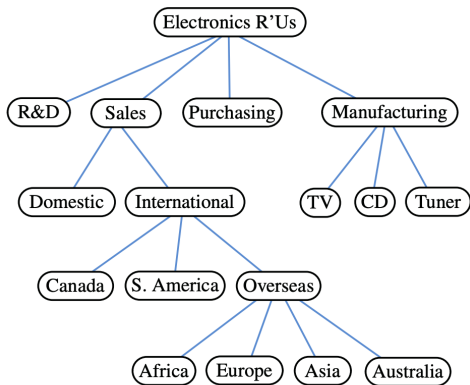 Electronics R’Us
R&D Sales Purchasing Manufacturing
Domestic International TV CD Tuner
Canada S. America Overseas
Africa Europe Asia Australia